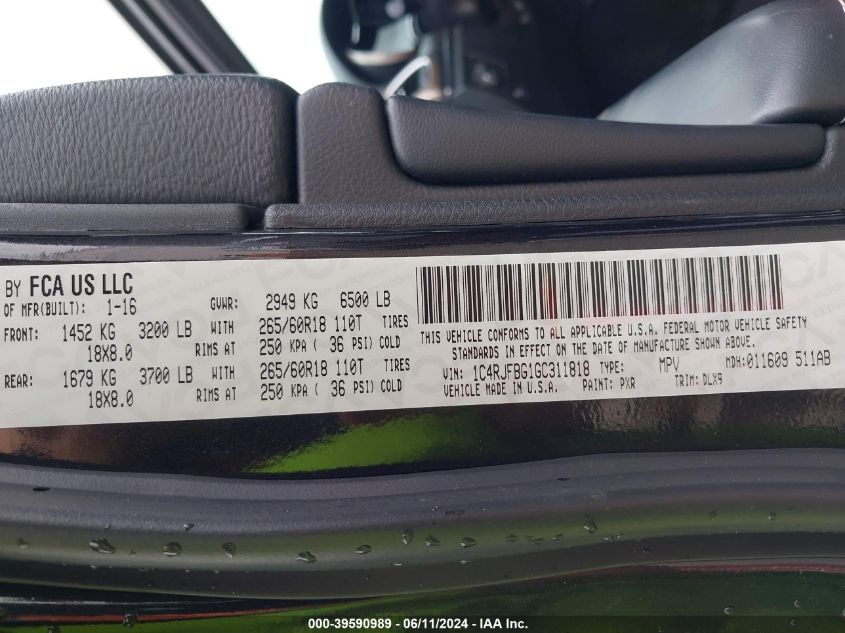 BY FCA US LLC
OF MFR(BUILT): 1-16 GVWR: 2949 KG 6500 LB
FRONT: 1452 KG 3200 LB WITH 265/60R18 110T TIRES
18X8.0 RIMS AT 250 KPA ( 36 PSI) COLD
REAR: 1679 KG 3700 LB WITH 265/60R18 110T TIRES
18X8.0 RIMS AT 250 KPA ( 36 PSI) COLD
THIS VEHICLE CONFORMS TO ALL APPLICABLE U.S.A. FEDERAL MOTOR VEHICLE SAFETY
STANDARDS IN EFFECT ON THE DATE OF MANUFACTURE SHOWN ABOVE.
VIN: 1C4RJFBG1GC311818 TYPE: MPV MDH:011609 511AB
VEHICLE MADE IN U.S.A. PAINT: PXR TRIM: DLX9
000-39590989 - 06/11/2024 - IAA Inc.